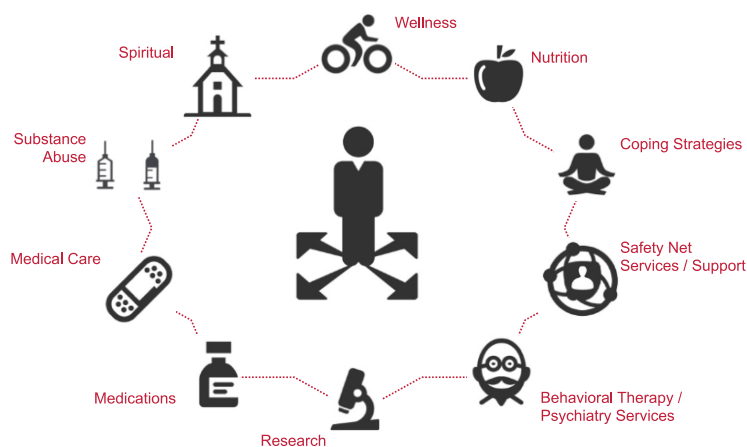 Wellness
Spiritual
Nutrition
Substance
Abuse
Coping Strategies
Medical Care
Safety Net
Services / Support
Medications
Behavioral Therapy /
Psychiatry Services
Research